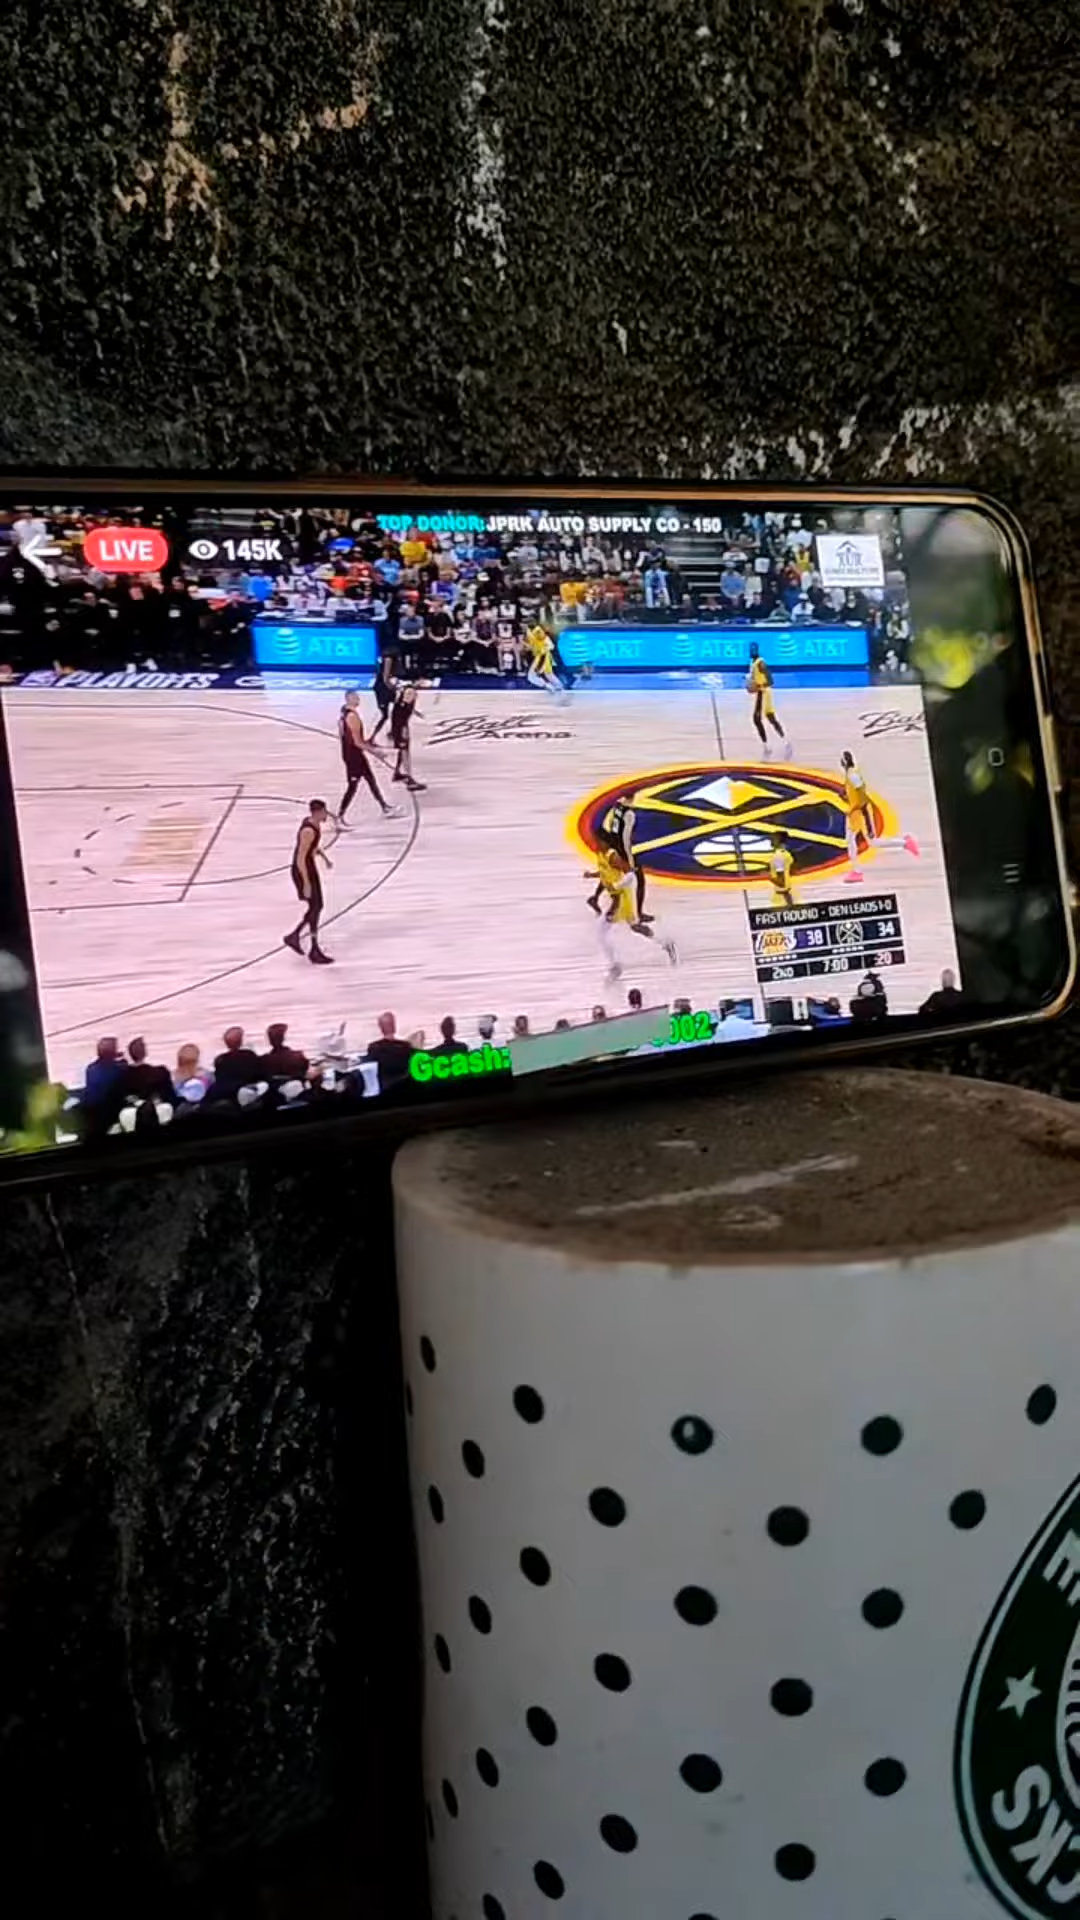 TOP DONOR: JPRK AUTO SUPPLY CO - 150
LIVE 145K
AT&T AT&T AT&T AT&T
PLAYOFFS Google
Ball
Arena
FIRST ROUND - DEN LEADS 1-0
38 34
2ND 7:00 :20
Gcash: 002